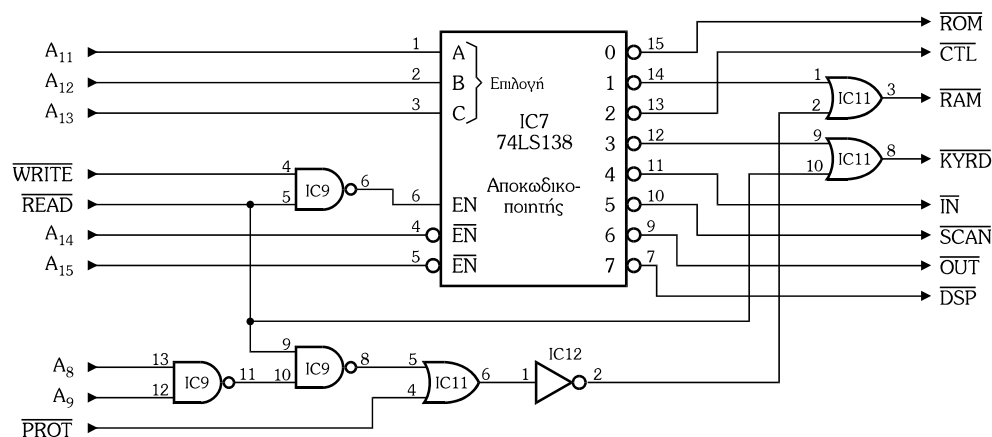 A11 1 A 0 15 ROM
A12 2 B Επιλογή 1 14 1 CTL
A13 3 C 2 13 2 IC11 3 RAM
IC7
74LS138
3 12 9
WRITE 4 IC9 6 4 11 10 IC11 8 KYRD
READ 5 6 EN Αποκωδικο-
ποιητής 5 10 IN
A14 4 EN 6 9 SCAN
A15 5 EN 7 7 OUT
DSP
9 IC9 8
A8 13 IC9 11 10 5 IC11 6 1 IC12 2
A9 12 4
PROT